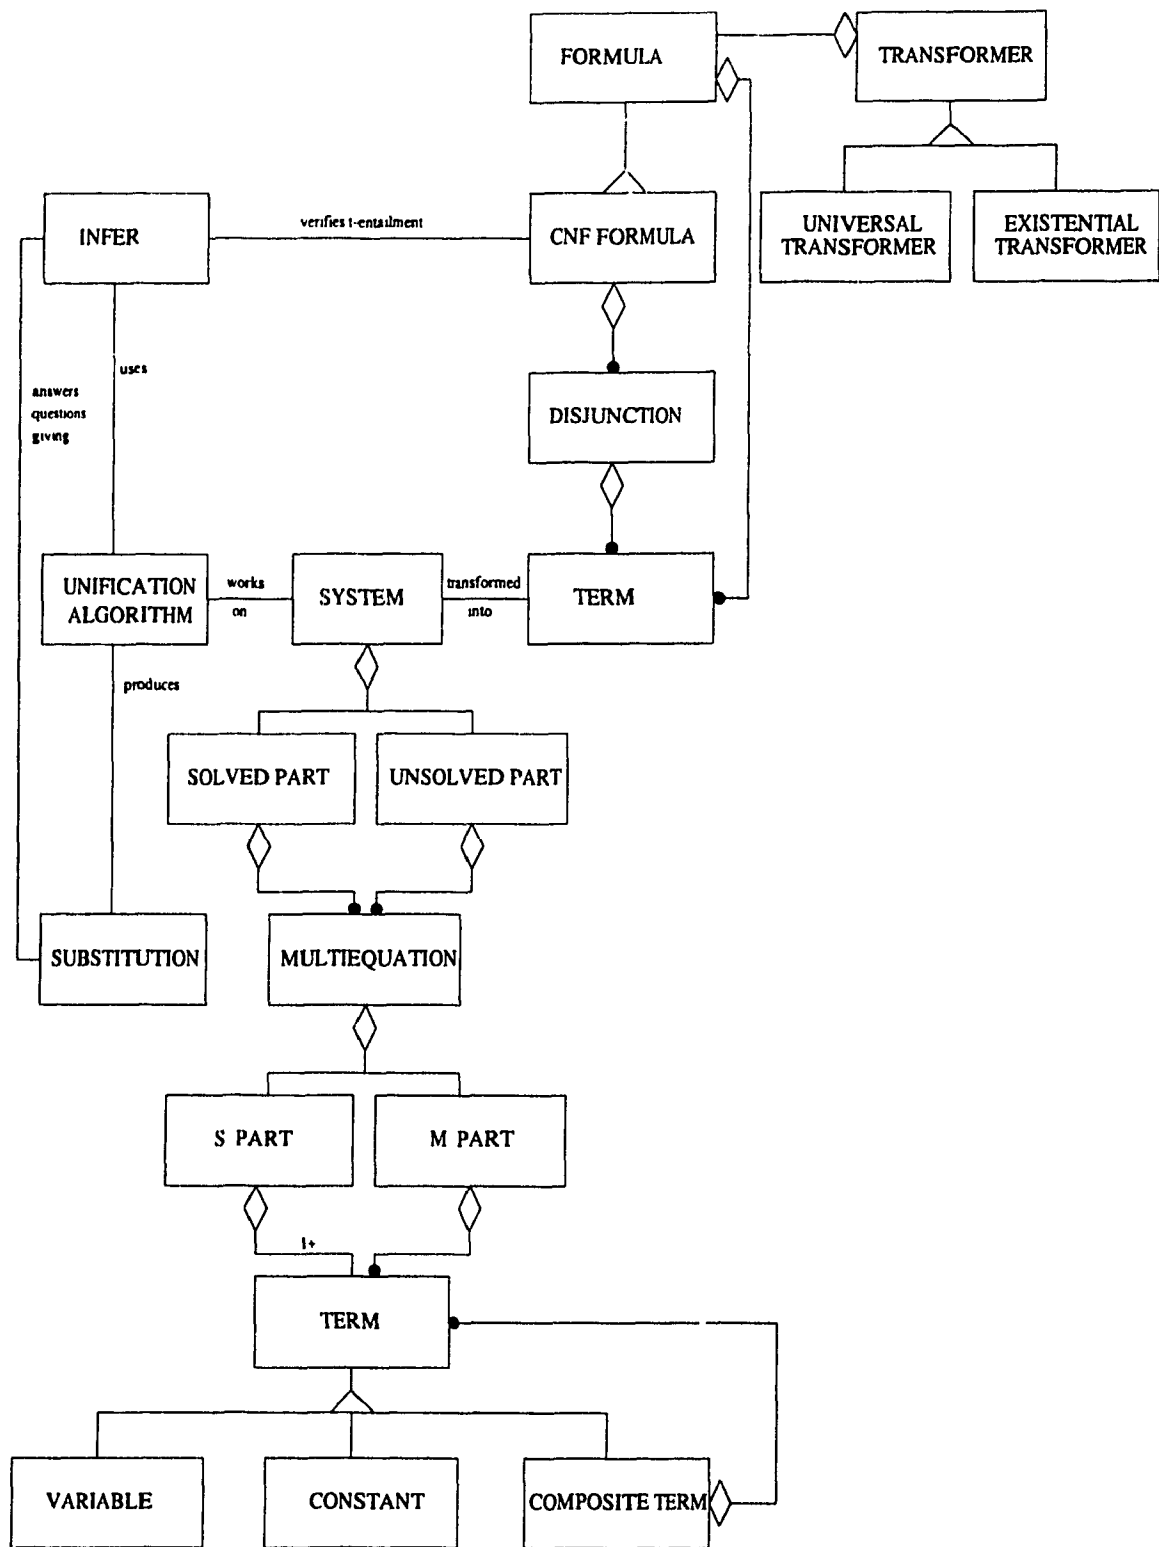 FORMULA
TRANSFORMER
INFER
verifies t-entailment
CNF FORMULA
UNIVERSAL
TRANSFORMER
EXISTENTIAL
TRANSFORMER
uses
answers
questions
giving
DISJUNCTION
UNIFICATION
ALGORITHM
works
on
SYSTEM
transformed
into
TERM
produces
SOLVED PART
UNSOLVED PART
SUBSTITUTION
MULTIEQUATION
S PART
M PART
1+
TERM
VARIABLE
CONSTANT
COMPOSITE TERM